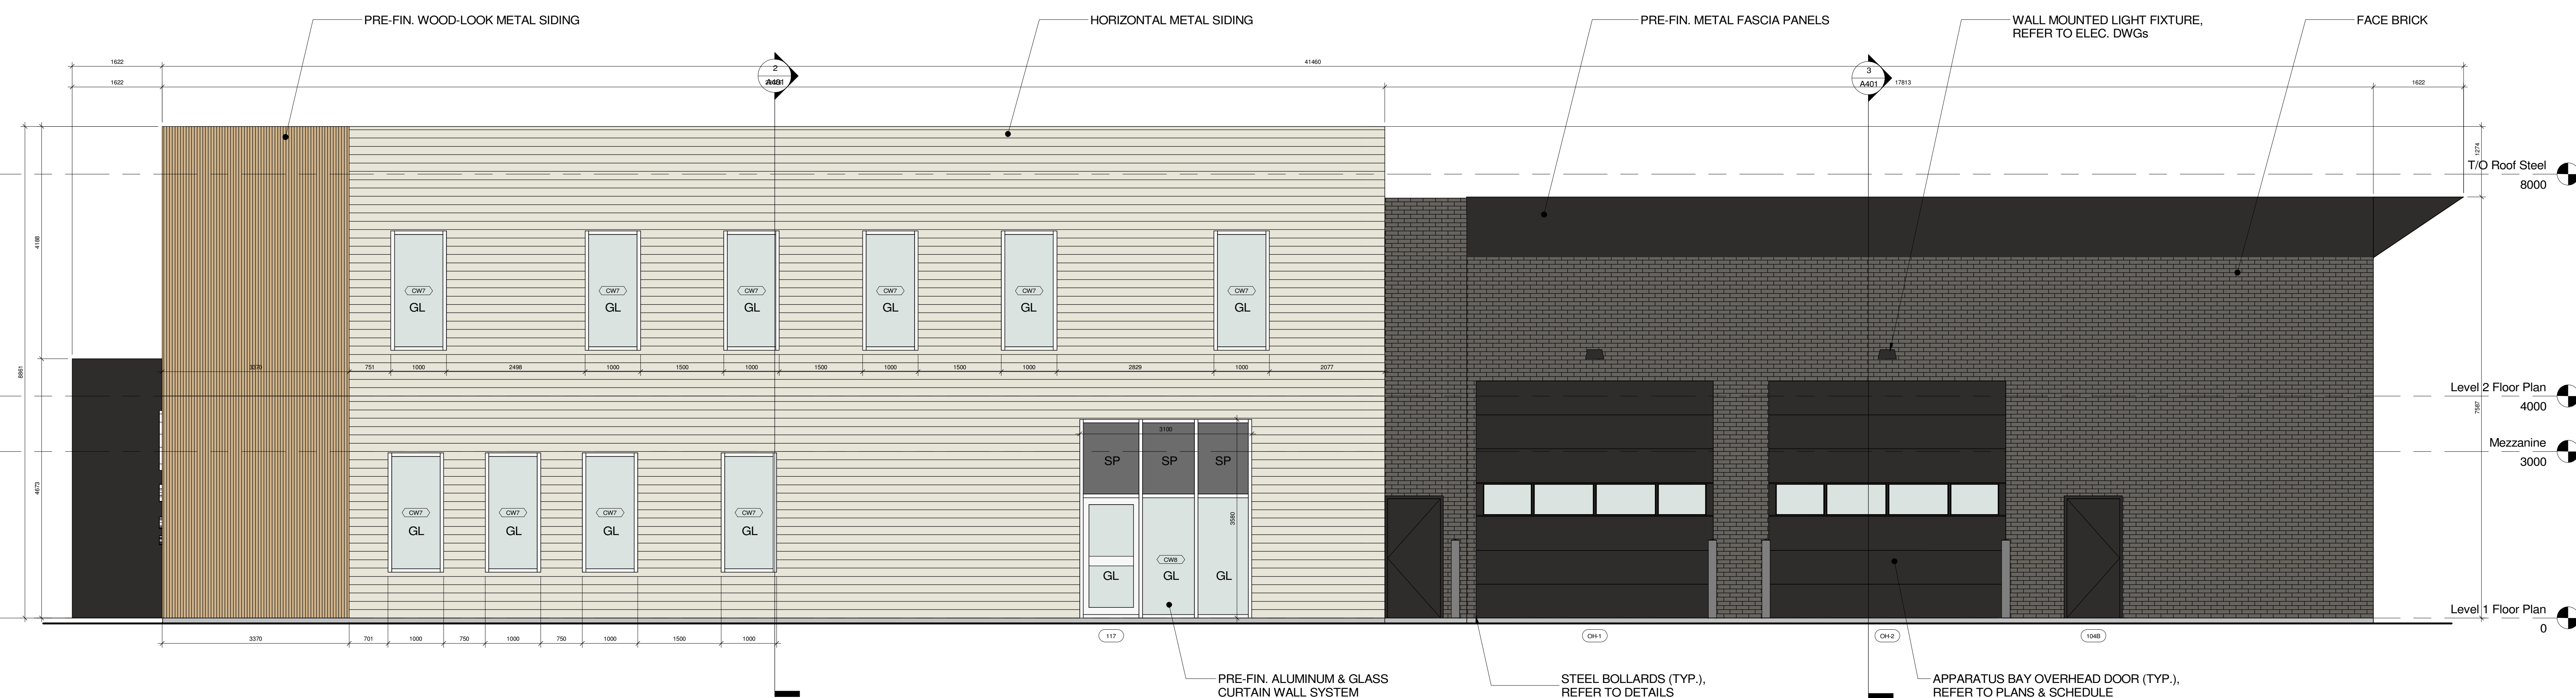 PRE-FIN. WOOD-LOOK METAL SIDING
HORIZONTAL METAL SIDING
PRE-FIN. METAL FASCIA PANELS
WALL MOUNTED LIGHT FIXTURE,
REFER TO ELEC. DWGs
FACE BRICK
1622
41460
2
A401
3
A401
1622
17813
1622
1274
T/O Roof Steel
8000
4188
8861
CW7 CW7 CW7 CW7 CW7 CW7
GL GL GL GL GL GL
3370 751 1000 2498 1000 1500 1000 1500 1000 1500 1000 2829 1000 2077
Level 2 Floor Plan
4000
7587
3100
Mezzanine
3000
SP SP SP
4673
CW7 CW7 CW7 CW7
GL GL GL GL
3580
CW8
GL GL GL
Level 1 Floor Plan
0
3370 701 1000 750 1000 750 1000 1500 1000
117
OH-1
OH-2
104B
PRE-FIN. ALUMINUM & GLASS
CURTAIN WALL SYSTEM
STEEL BOLLARDS (TYP.),
REFER TO DETAILS
APPARATUS BAY OVERHEAD DOOR (TYP.),
REFER TO PLANS & SCHEDULE